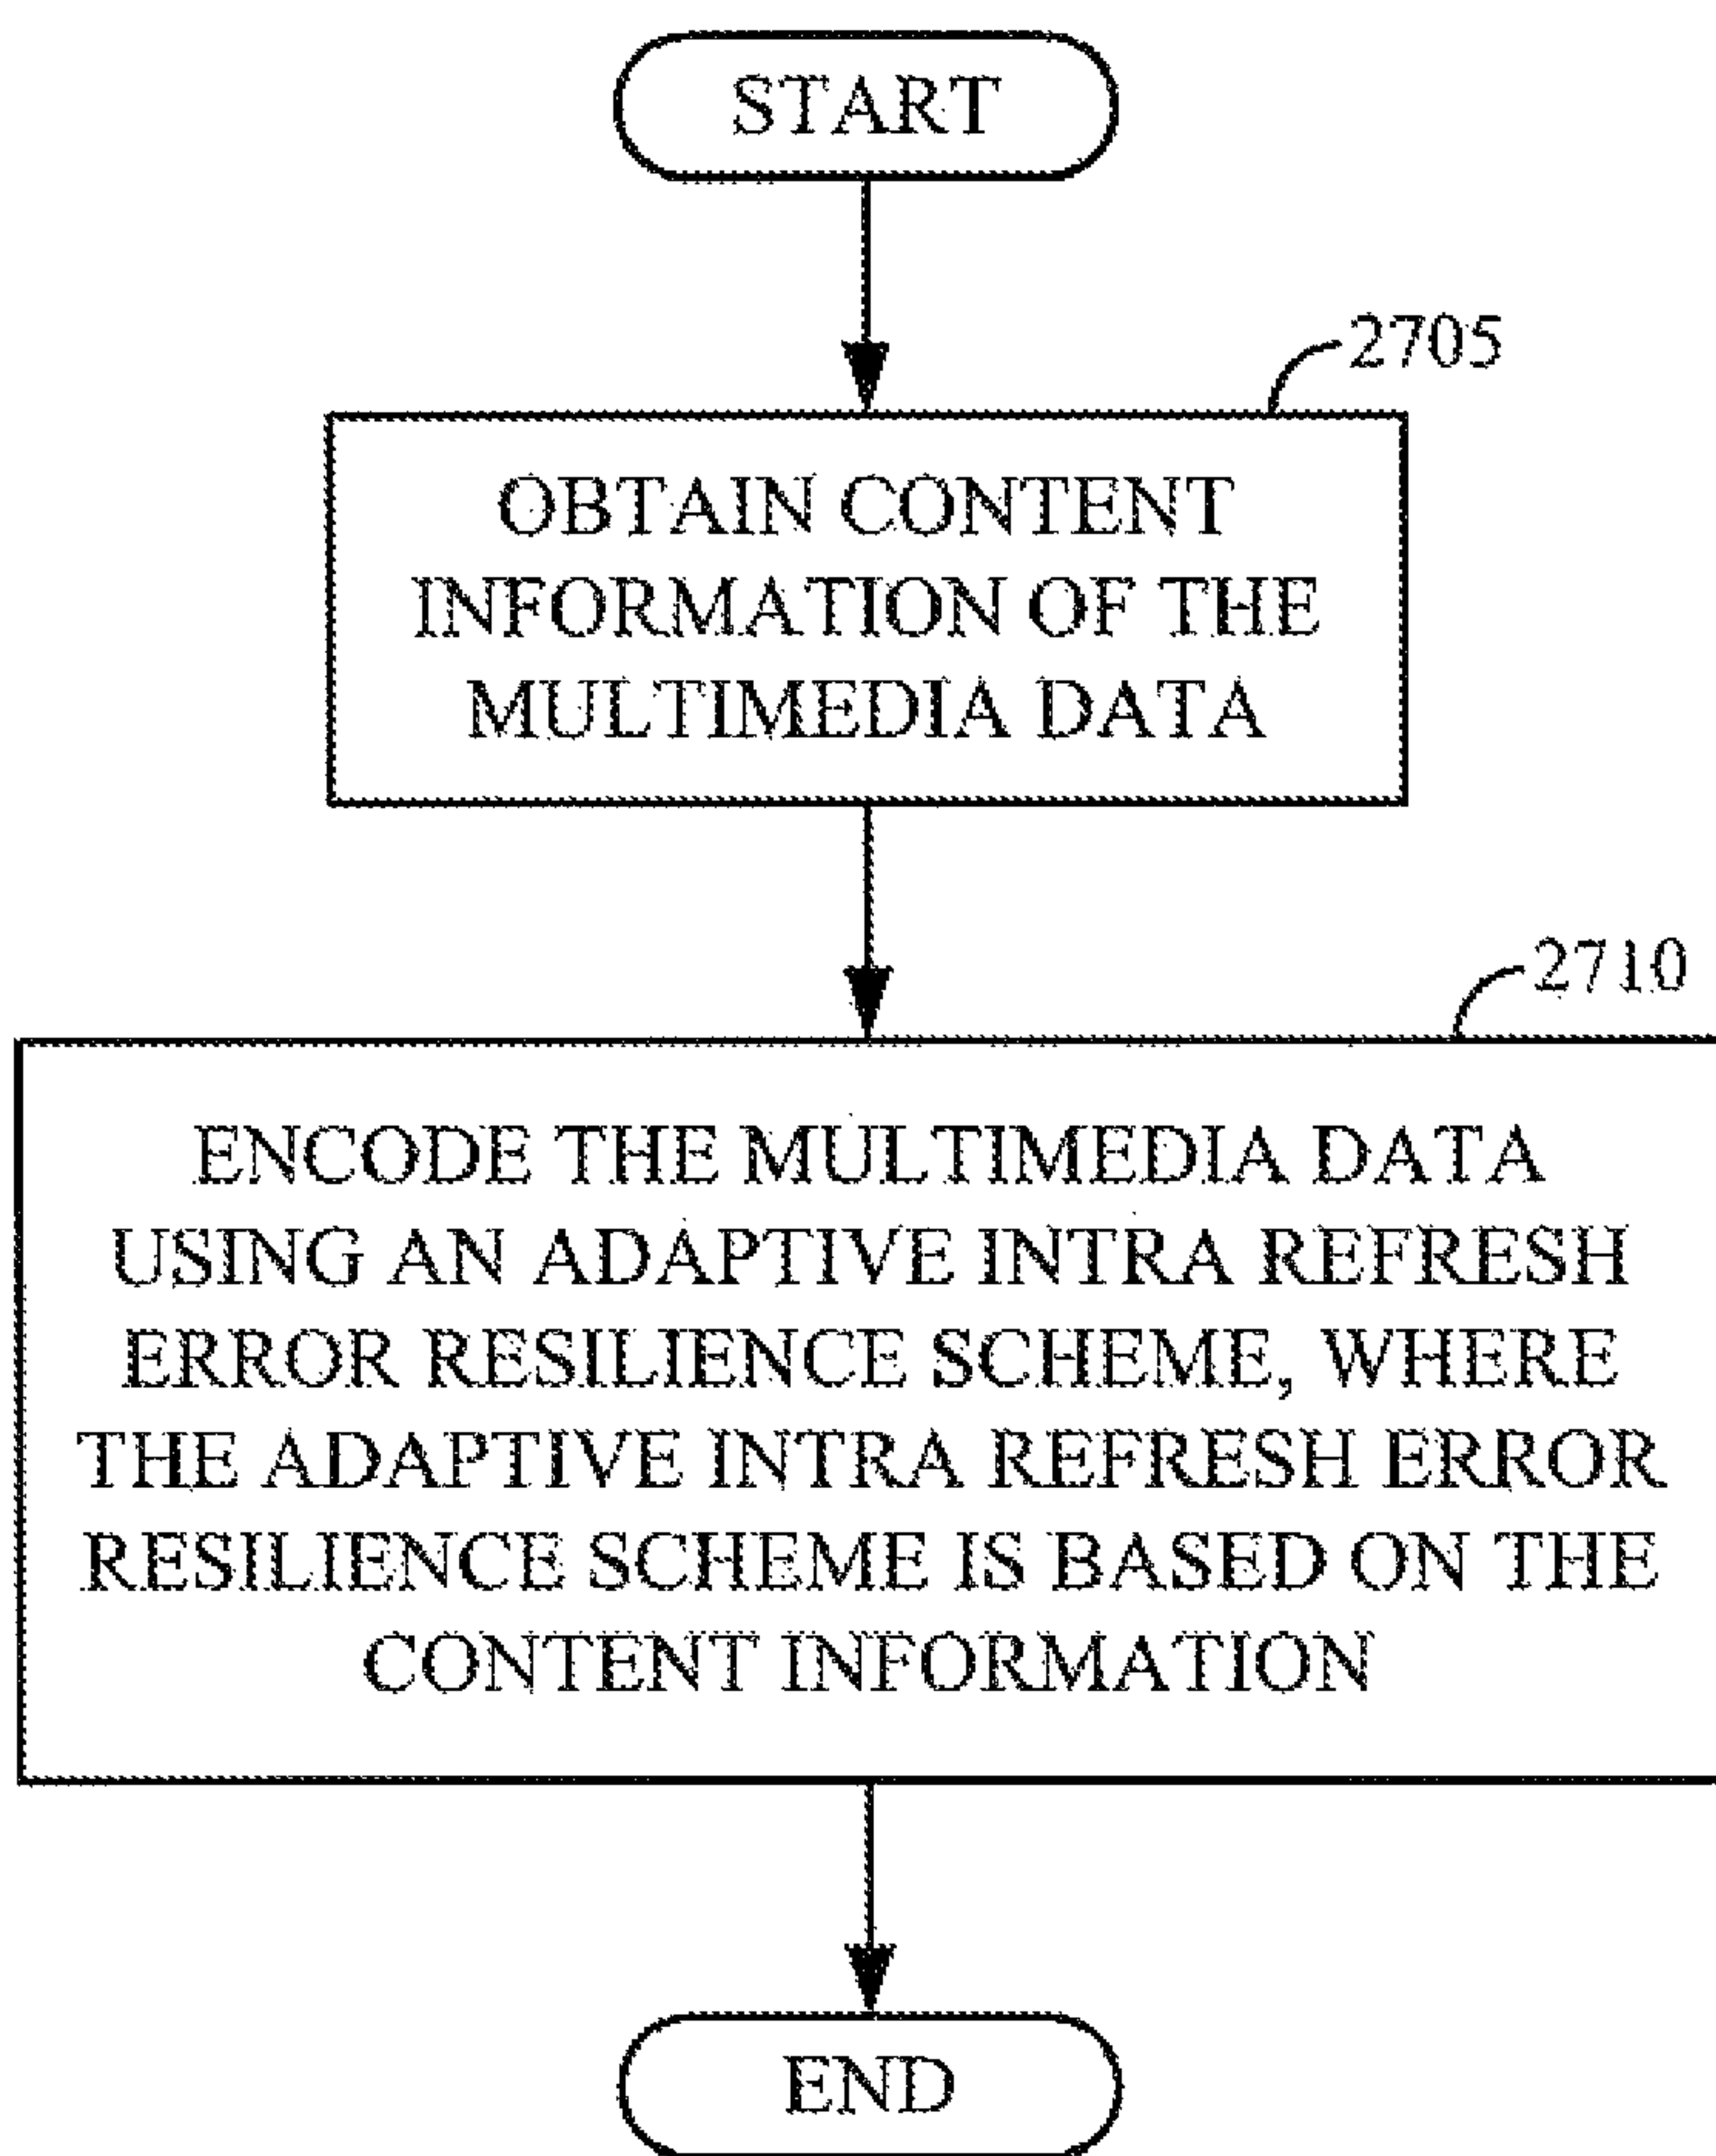 START
2705
OBTAIN CONTENT
INFORMATION OF THE
MULTIMEDIA DATA
2710
ENCODE THE MULTIMEDIA DATA
USING AN ADAPTIVE INTRA REFRESH
ERROR RESILIENCE SCHEME, WHERE
THE ADAPTIVE INTRA REFRESH ERROR
RESILIENCE SCHEME IS BASED ON THE
CONTENT INFORMATION
END